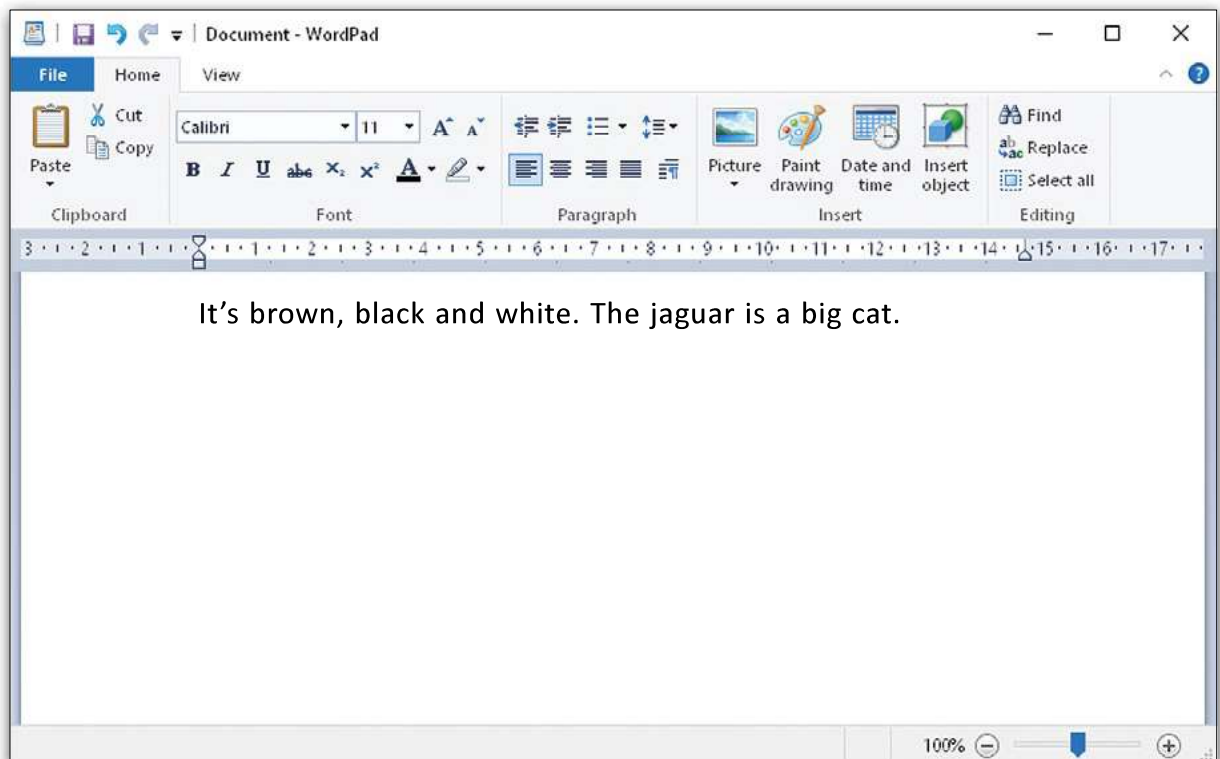 Document - WordPad
File Home View
Paste
Cut
Copy
Clipboard
Calibri 11 A A
B I U abc X₂ X² A
Font
Paragraph
Picture
Paint drawing
Date and time
Insert object
Insert
Find
Replace
Select all
Editing
3 2 1 1 2 3 4 5 6 7 8 9 10 11 12 13 14 15 16 17
It’s brown, black and white. The jaguar is a big cat.
100%